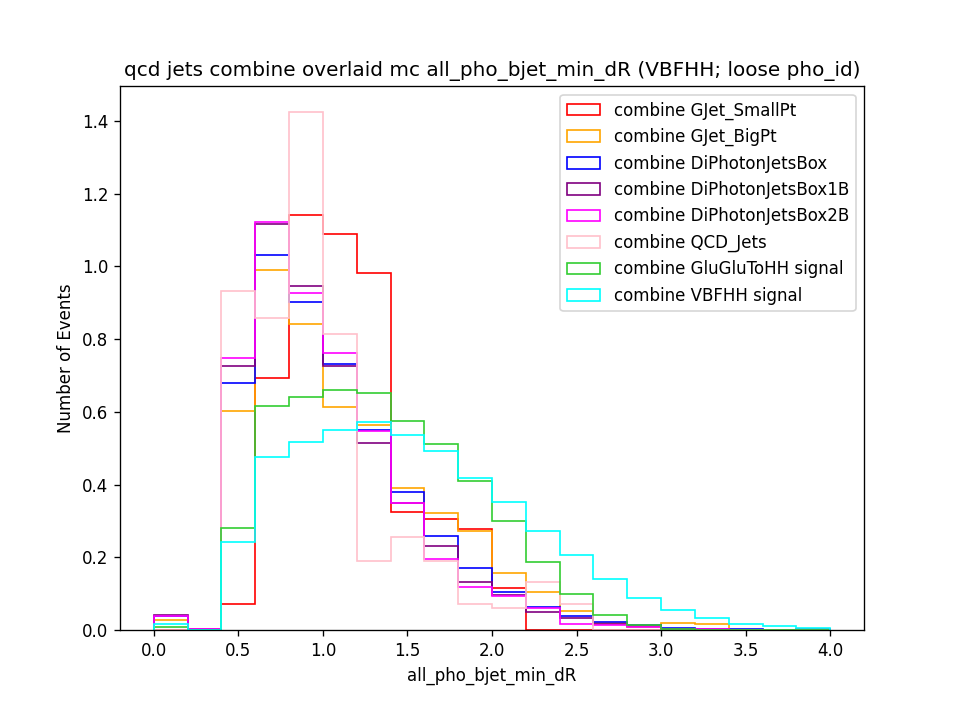 qcd jets combine overlaid mc all_pho_bjet_min_dR (VBFHH; loose pho_id)
combine GJet_SmallPt
combine GJet_BigPt
combine DiPhotonJetsBox
combine DiPhotonJetsBox1B
combine DiPhotonJetsBox2B
combine QCD_Jets
combine GluGluToHH signal
combine VBFHH signal
Number of Events
1.4
1.2
1.0
0.8
0.6
0.4
0.2
0.0
0.0 0.5 1.0 1.5 2.0 2.5 3.0 3.5 4.0
all_pho_bjet_min_dR